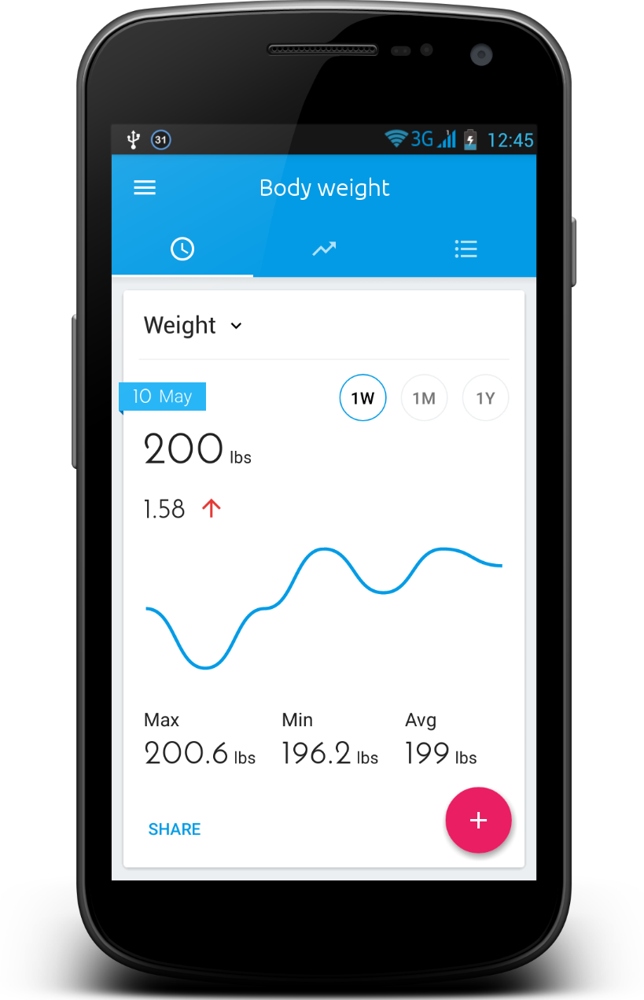 31 3G 12:45
Body weight
Weight
10 May 1W 1M 1Y
200 lbs
1.58
Max Min Avg
200.6 lbs 196.2 lbs 199 lbs
SHARE +